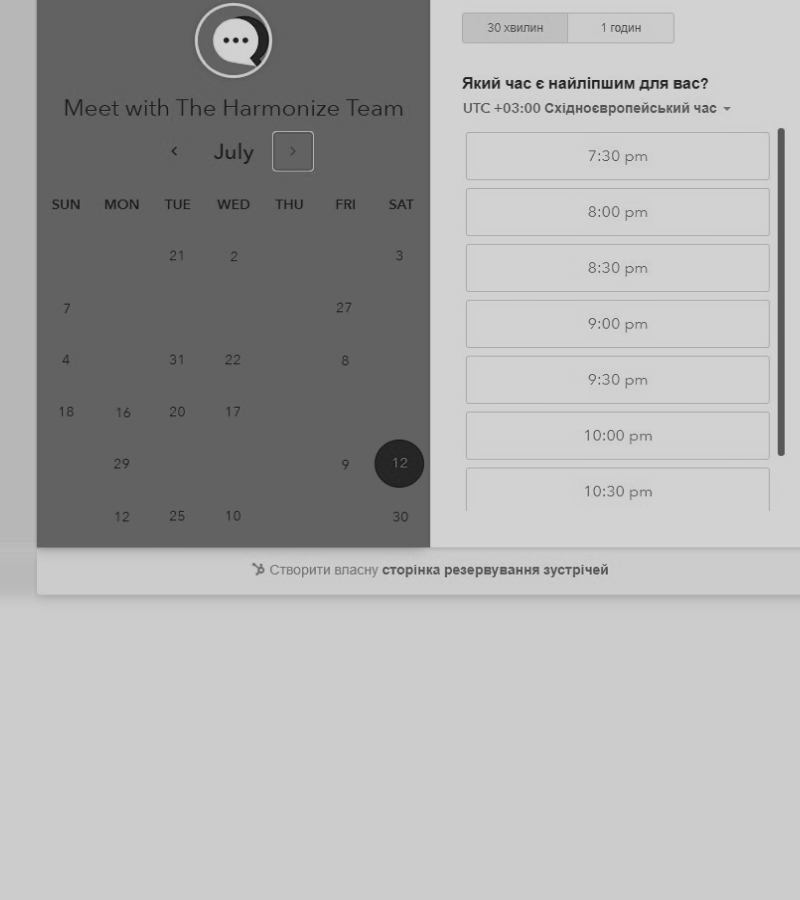 Meet with The Harmonize Team
July
SUN MON TUE WED THU FRI SAT
21 2 3
7 27
4 31 22 8
18 16 20 17
29 9 12
12 25 10 30
30 хвилин 1 годин
Який час є найліпшим для вас?
UTC +03:00 Східноєвропейський час
7:30 pm
8:00 pm
8:30 pm
9:00 pm
9:30 pm
10:00 pm
10:30 pm
Створити власну сторінка резервування зустрічей